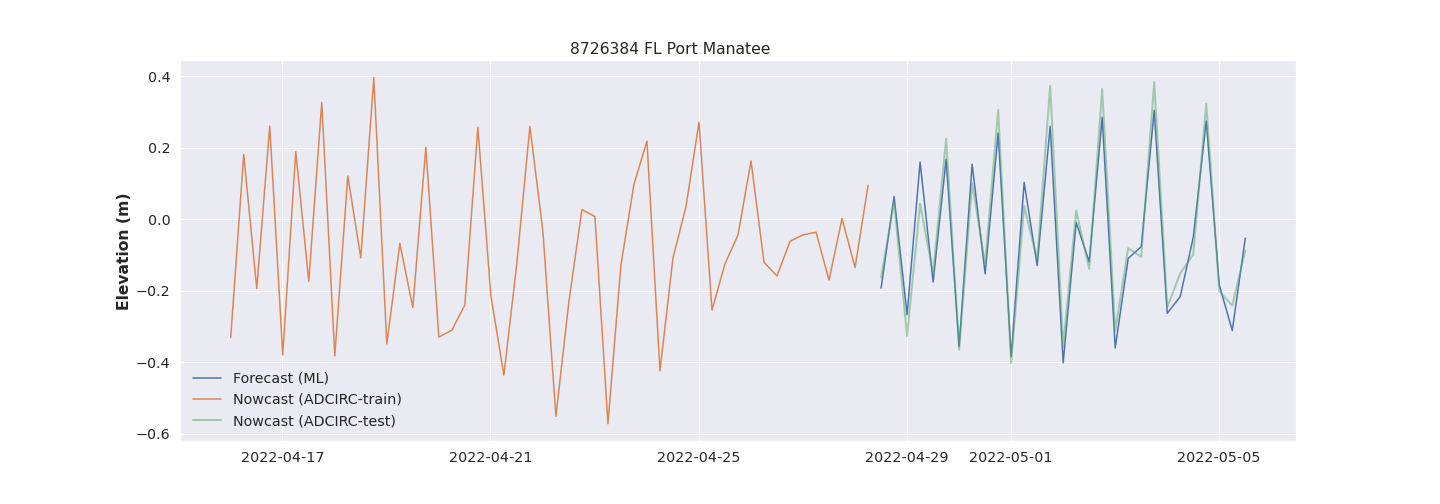 8726384 FL Port Manatee
Elevation (m)
0.4
0.2
0.0
−0.2
−0.4
−0.6
Forecast (ML)
Nowcast (ADCIRC-train)
Nowcast (ADCIRC-test)
2022-04-17
2022-04-21
2022-04-25
2022-04-29
2022-05-01
2022-05-05